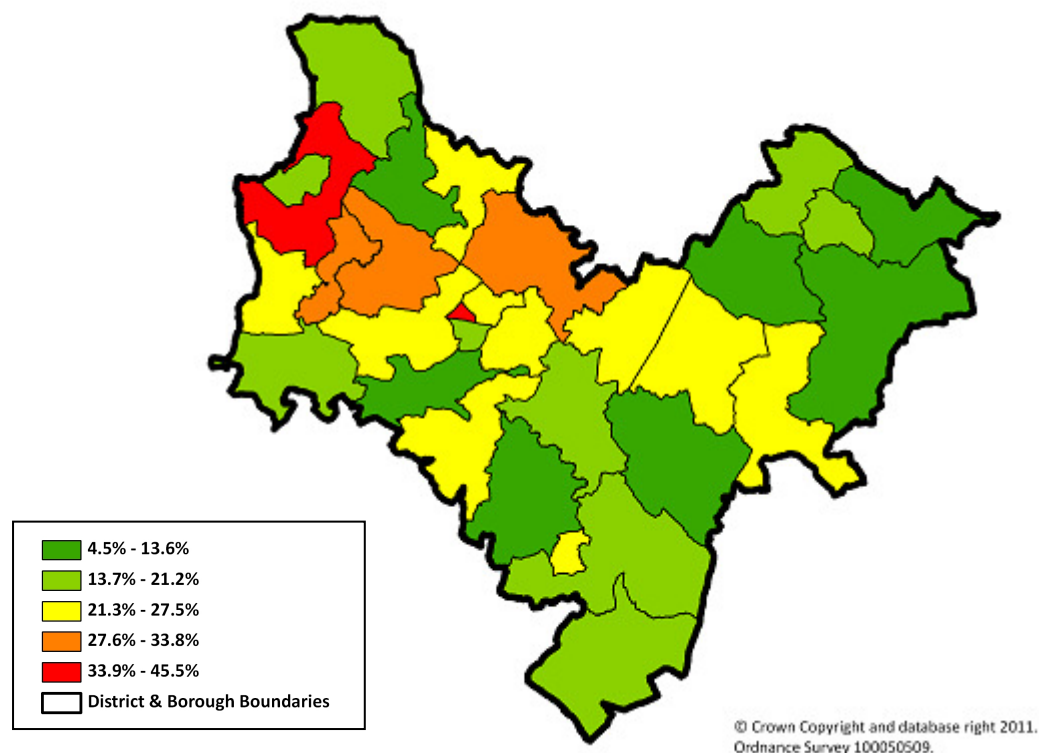 4.5% - 13.6%
13.7% - 21.2%
21.3% - 27.5%
27.6% - 33.8%
33.9% - 45.5%
District & Borough Boundaries
© Crown Copyright and database right 2011.
Ordnance Survey 100050509.